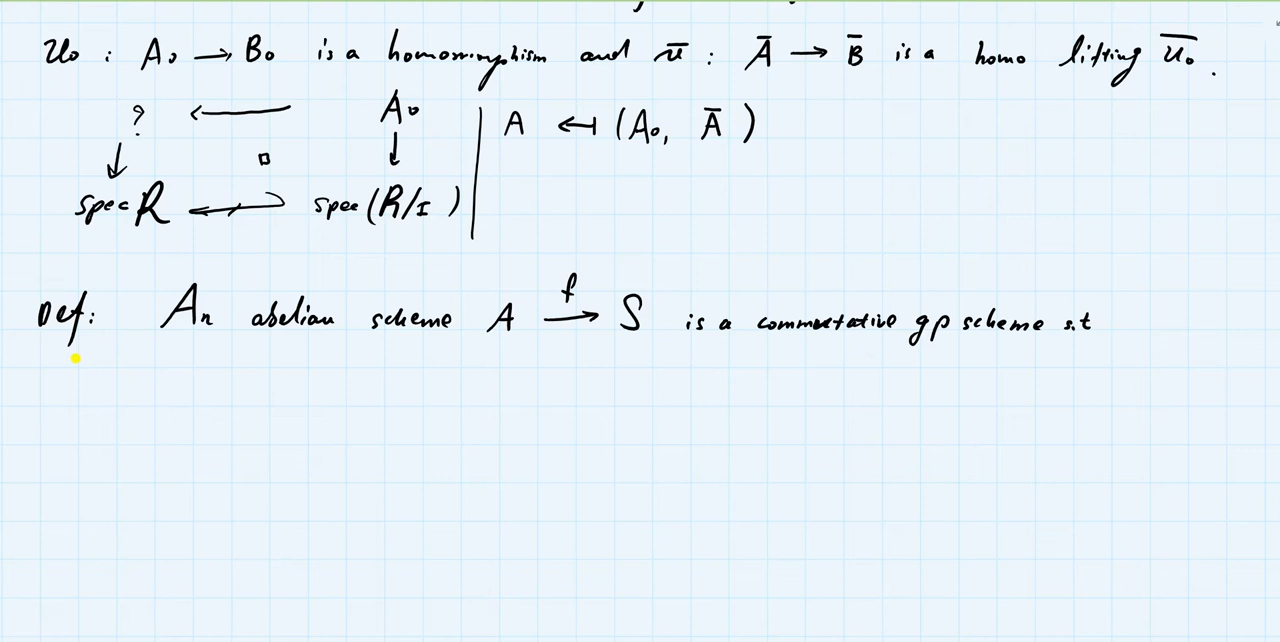 U₀ : A₀ → B₀ is a homomorphism and ū : Ā → B̄ is a homo lifting ū₀.
? ← A₀ | A ↤ (A₀, Ā)
↓ □ ↓
spec R ↩ spec (R/I)
Def: An abelian scheme A →f S is a commutative gp scheme s.t